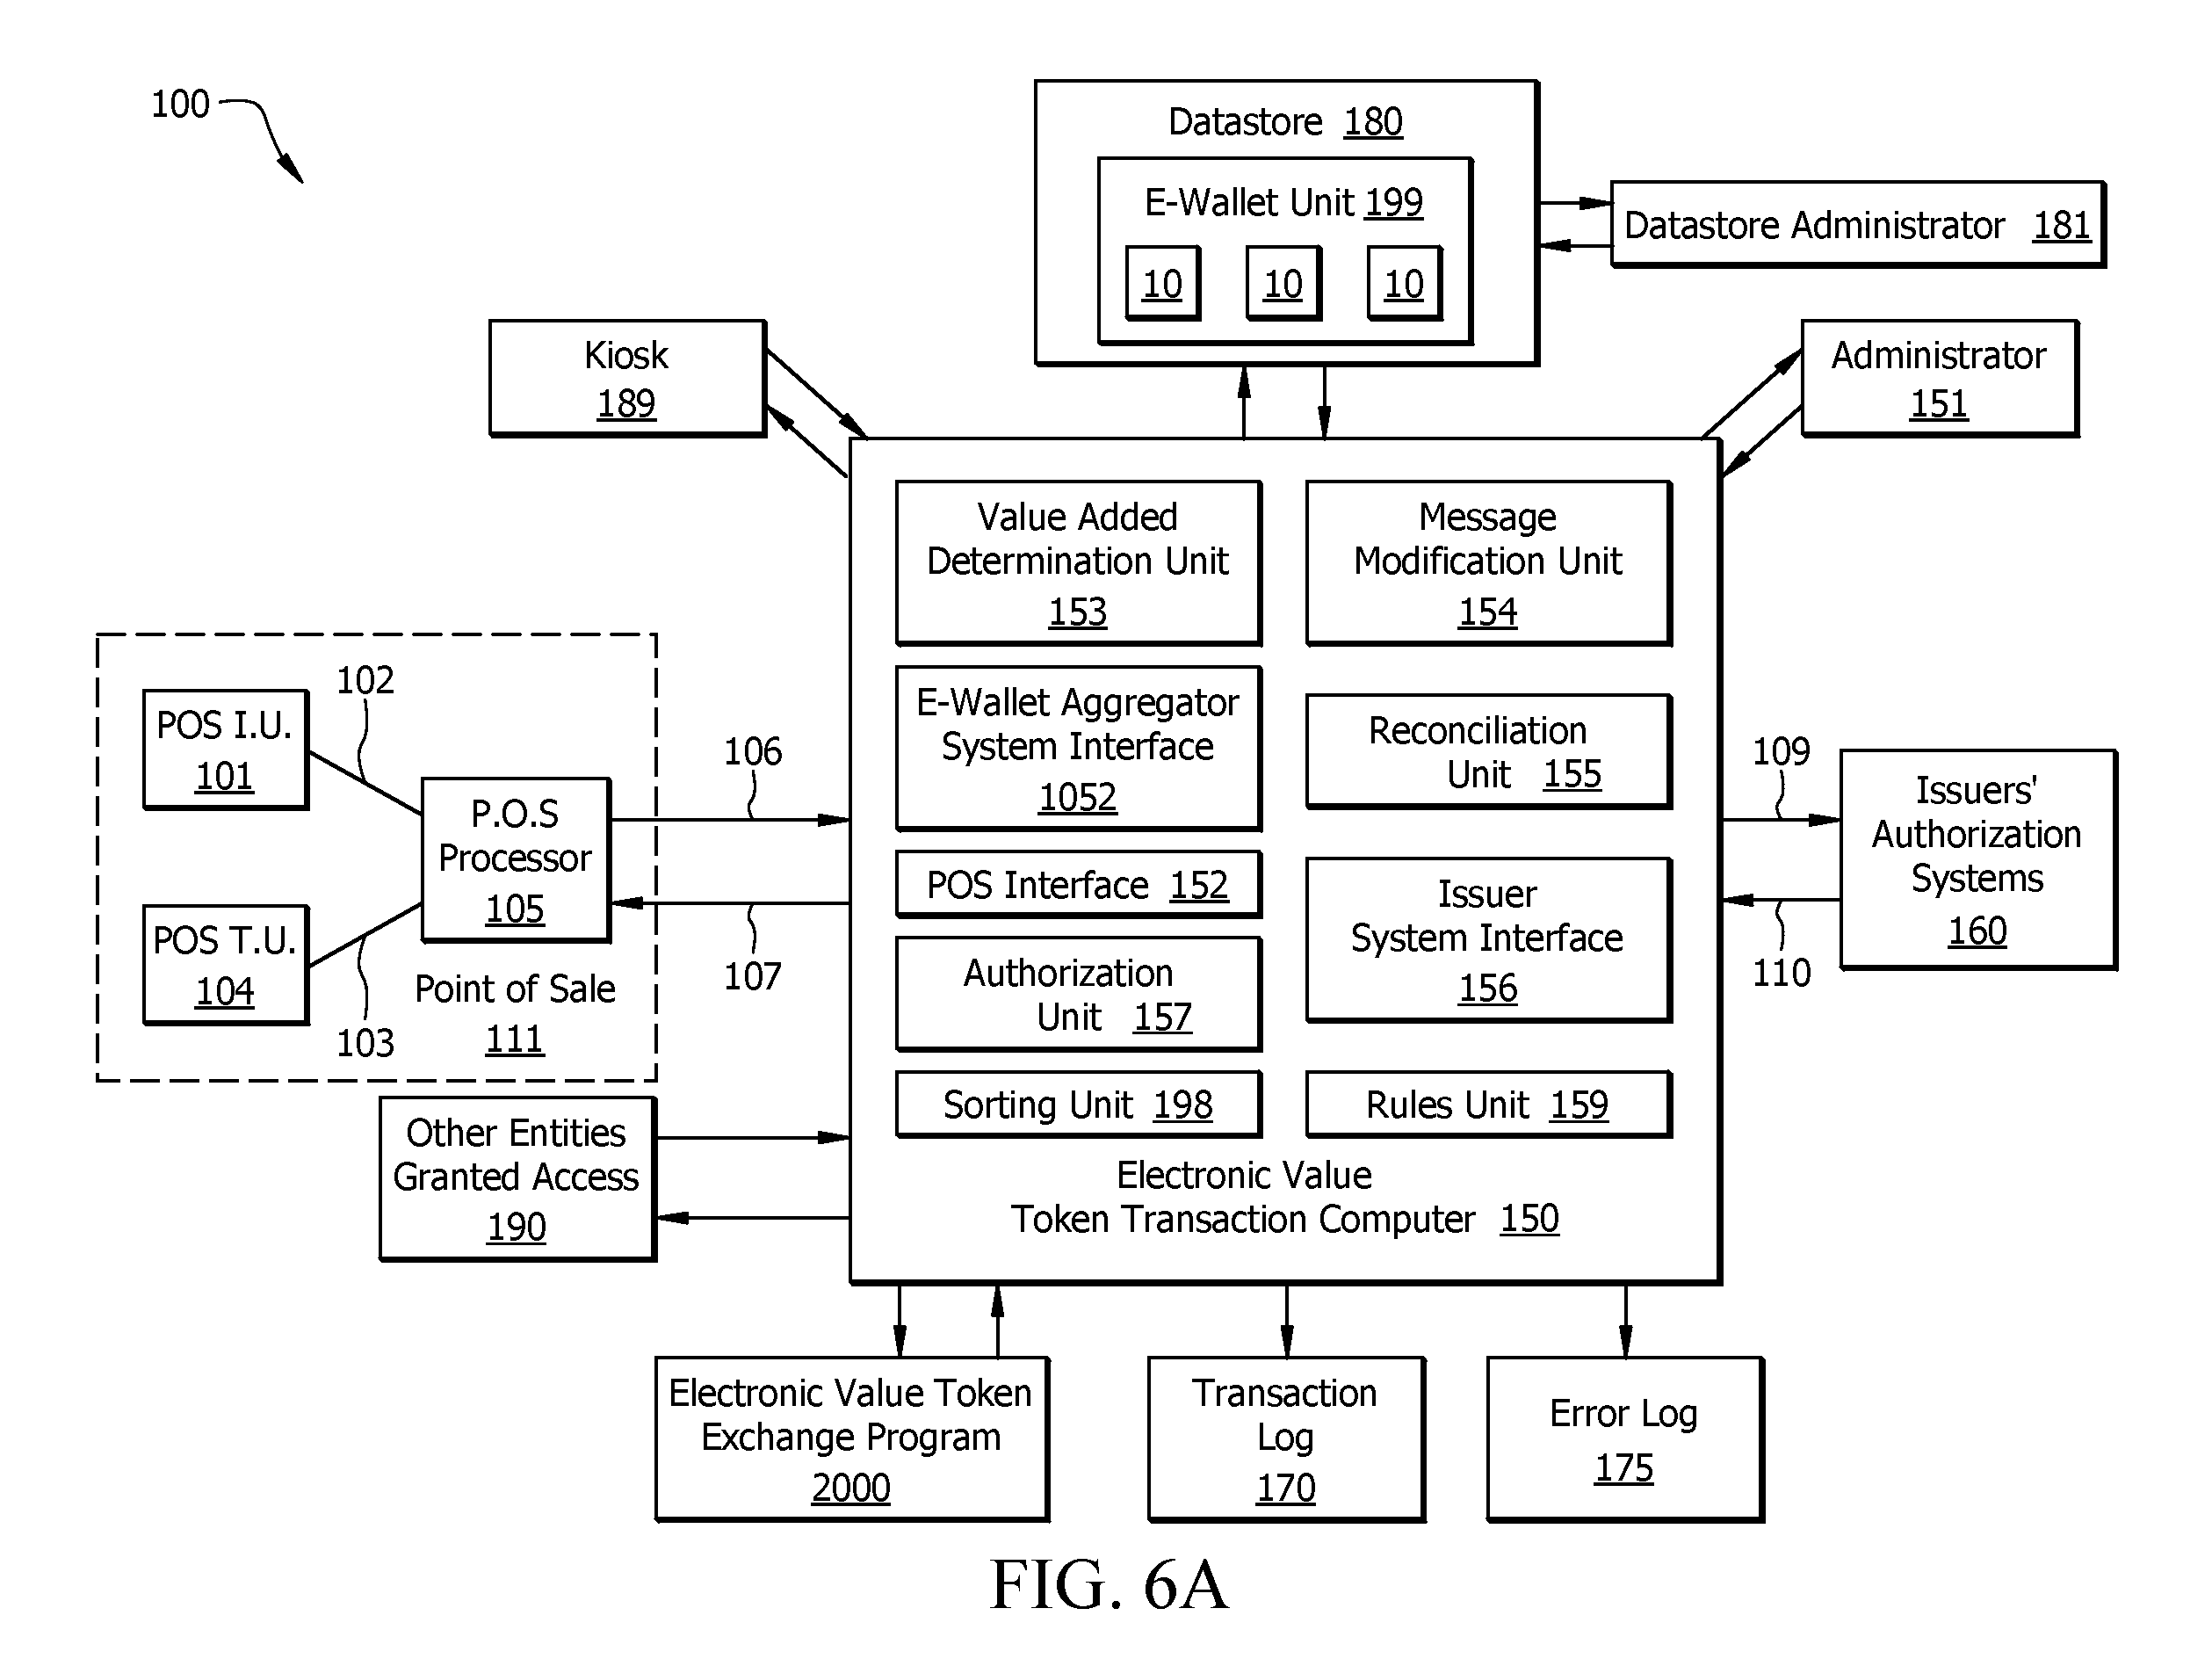 100
Datastore 180
E-Wallet Unit 199
10 10 10
Datastore Administrator 181
Kiosk
189
Administrator
151
Value Added
Determination Unit
153
Message
Modification Unit
154
E-Wallet Aggregator
System Interface
1052
Reconciliation
Unit 155
POS Interface 152
Issuer
System Interface
156
Authorization
Unit 157
Sorting Unit 198
Rules Unit 159
Electronic Value
Token Transaction Computer 150
102
POS I.U.
101
P.O.S
Processor
105
POS T.U.
104
103
Point of Sale
111
106
107
109
110
Issuers'
Authorization
Systems
160
Other Entities
Granted Access
190
Electronic Value Token
Exchange Program
2000
Transaction
Log
170
Error Log
175
FIG. 6A